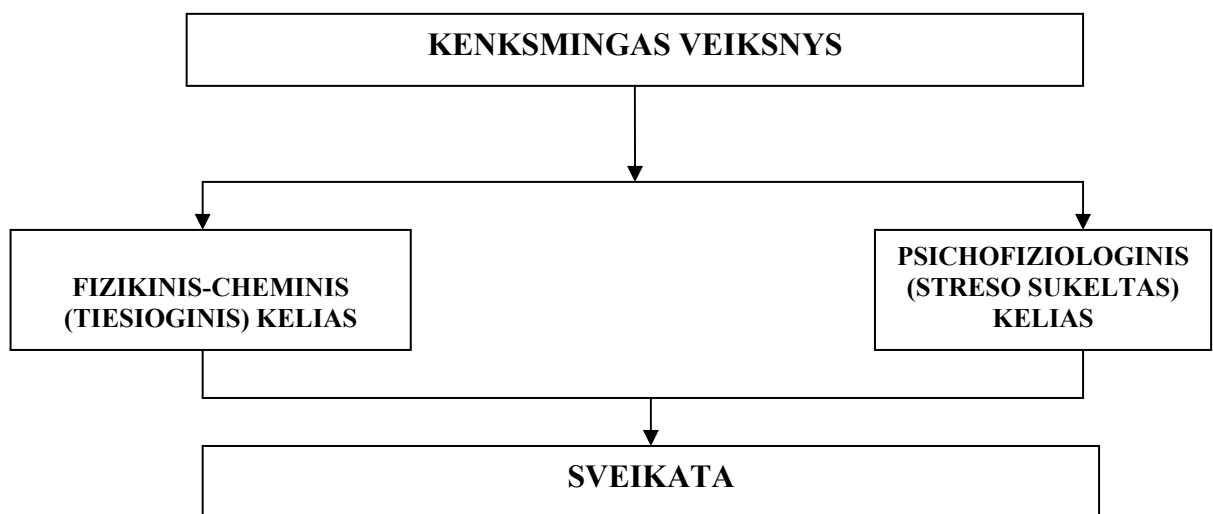 KENKSMINGAS VEIKSNYS
FIZIKINIS-CHEMINIS
(TIESIOGINIS) KELIAS
PSICHOFIZIOLOGINIS
(STRESO SUKELTAS)
KELIAS
SVEIKATA